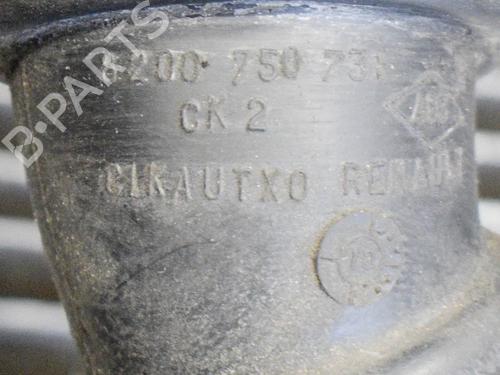 B-PARTS
8200 750 731
CK 2
CIKAUTXO RENAULT